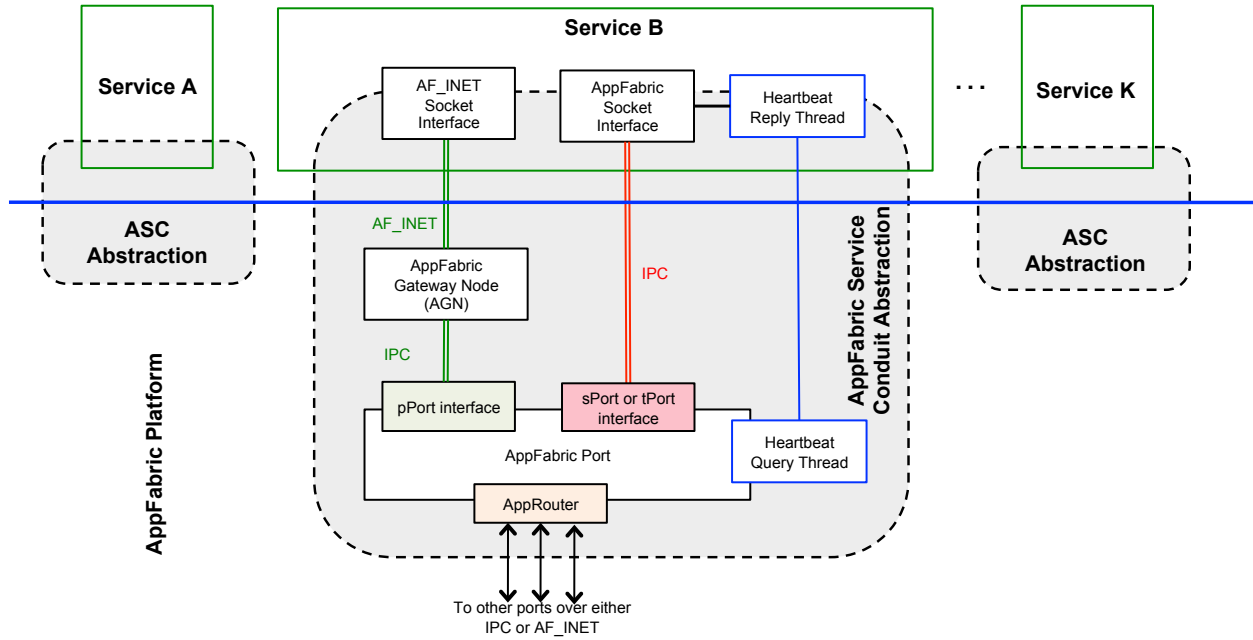 Service A
Service B
Service K
...
AF_INET
Socket
Interface
AppFabric
Socket
Interface
Heartbeat
Reply Thread
ASC
Abstraction
ASC
Abstraction
AF_INET
AppFabric
Gateway Node
(AGN)
IPC
IPC
AppFabric Service
Conduit Abstraction
AppFabric Platform
pPort interface
sPort or tPort
interface
AppFabric Port
Heartbeat
Query Thread
AppRouter
To other ports over either
IPC or AF_INET